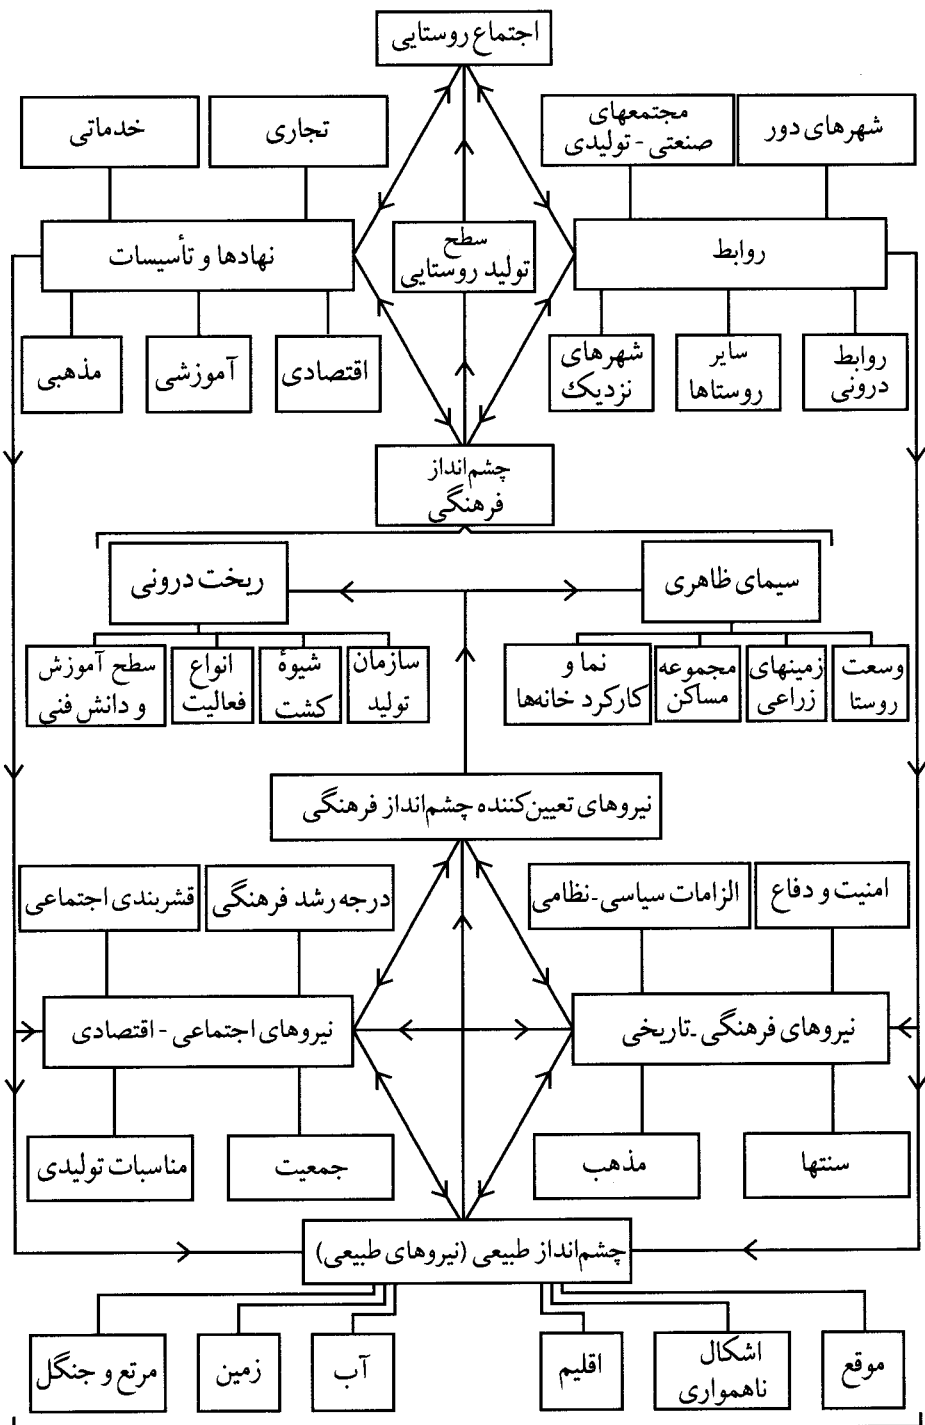 اجتماع روستایی
شهرهای دور
مجتمعهای
صنعتی - تولیدی
تجاری
خدماتی
روابط
سطح
تولید روستایی
نهادها و تأسیسات
روابط
درونی
سایر
روستاها
شهرهای
نزدیک
اقتصادی
آموزشی
مذهبی
چشم‌انداز
فرهنگی
سیمای ظاهری
ریخت درونی
وسعت
روستا
زمینهای
زراعی
مجموعه
مساکن
نما و
کارکرد خانه‌ها
سازمان
تولید
شیوهٔ
کشت
انواع
فعالیت
سطح آموزش
و دانش فنی
نیروهای تعیین‌کننده چشم‌انداز فرهنگی
امنیت و دفاع
الزامات سیاسی-نظامی
درجه رشد فرهنگی
قشربندی اجتماعی
نیروهای فرهنگی-تاریخی
نیروهای اجتماعی - اقتصادی
سنتها
مذهب
جمعیت
مناسبات تولیدی
چشم‌انداز طبیعی (نیروهای طبیعی)
موقع
اشکال
ناهمواری
اقلیم
آب
زمین
مرتع و جنگل